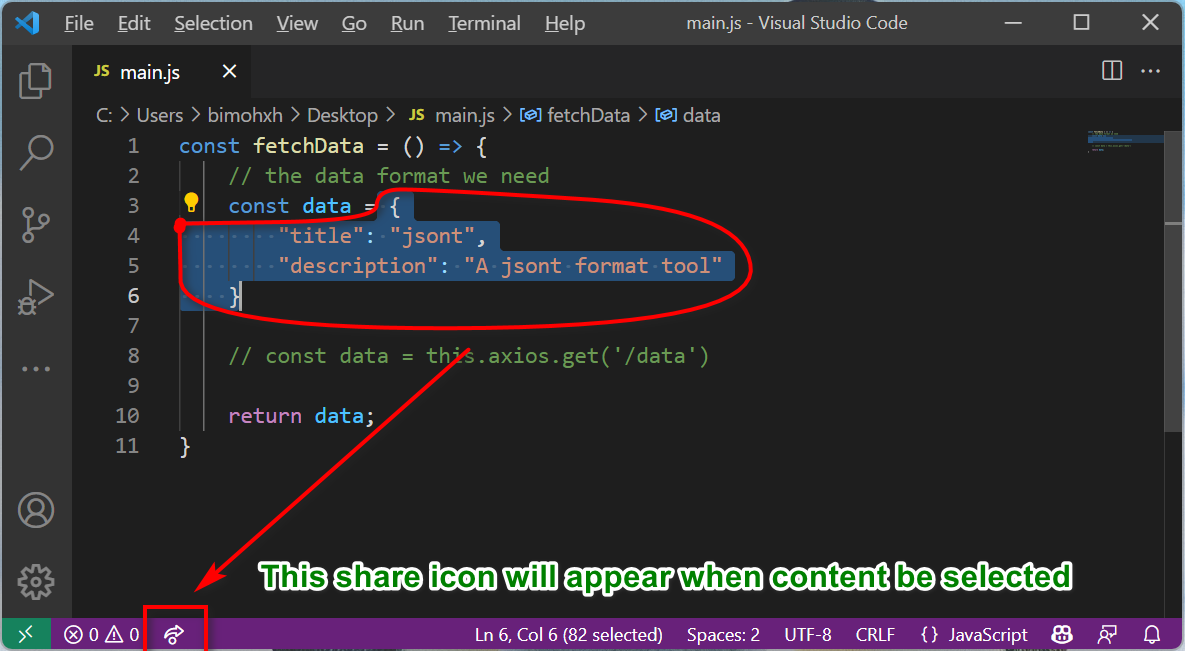 File Edit Selection View Go Run Terminal Help main.js - Visual Studio Code
JS main.js
C: > Users > bimohxh > Desktop > JS main.js > fetchData > data
1 const fetchData = () => {
2 // the data format we need
3 const data = {
4 "title": "jsont",
5 "description": "A jsont format tool"
6 }
7
8 // const data = this.axios.get('/data')
9
10 return data;
11 }
This share icon will appear when content be selected
0 0 Ln 6, Col 6 (82 selected) Spaces: 2 UTF-8 CRLF {} JavaScript